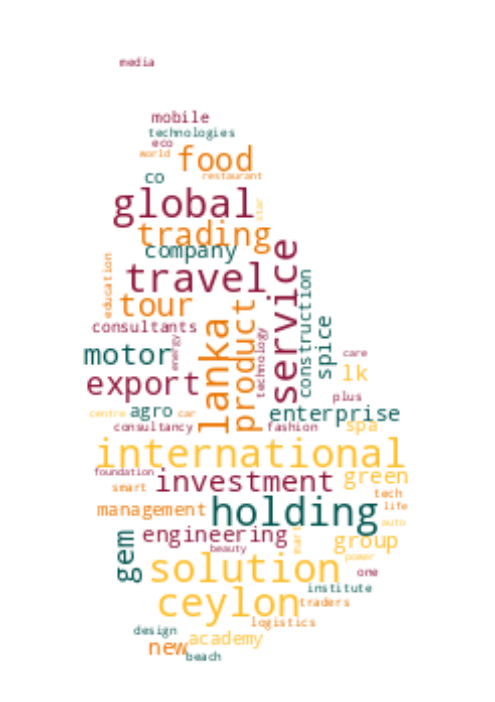 media
mobile
technologies
eco
world
food
restaurant
co
global
star
trading
company
service
travel
education
construction
tour
product
lanka
spice
consultants
technology
energy
motor
care
export
lk
plus
centre
agro
car
enterprise
consultancy
fashion
spa
international
foundation
investment
green
smart
tech
management
holding
life
auto
gem
engineering
mart
group
beauty
power
solution
one
institute
ceylon
traders
logistics
design
academy
new
beach